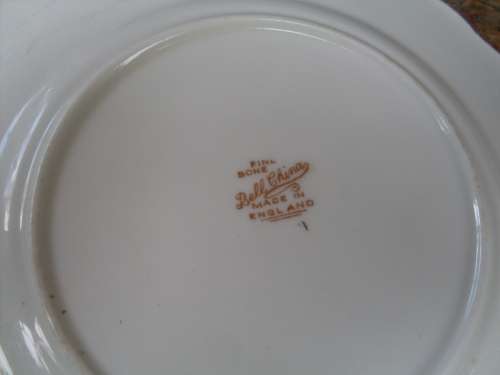 FINE
BONE
Bell China
MADE IN
ENGLAND